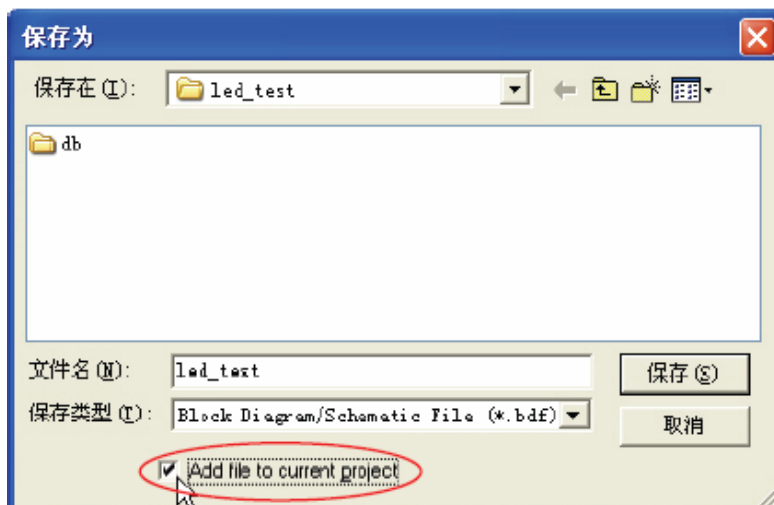 保存为
保存在(I): led_test
db
文件名(N): led_test 保存(S)
保存类型(T): Block Diagram/Schematic File (*.bdf) 取消
Add file to current project